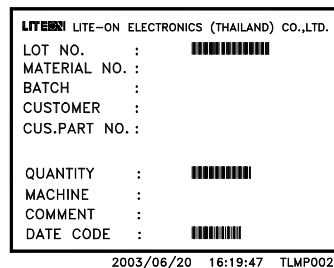 LITEON LITE-ON ELECTRONICS (THAILAND) CO.,LTD.
LOT NO. :
MATERIAL NO. :
BATCH :
CUSTOMER :
CUS.PART NO. :
QUANTITY :
MACHINE :
COMMENT :
DATE CODE :
2003/06/20 16:19:47 TLMP002